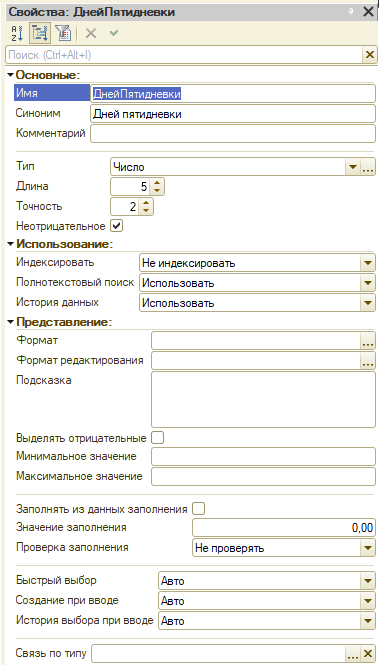 Свойства: ДнейПятидневки
Поиск (Ctrl+Alt+I)
Основные:
Имя ДнейПятидневки
Синоним Дней пятидневки
Комментарий
Тип Число
Длина 5
Точность 2
Неотрицательное
Использование:
Индексировать Не индексировать
Полнотекстовый поиск Использовать
История данных Использовать
Представление:
Формат
Формат редактирования
Подсказка
Выделять отрицательные
Минимальное значение
Максимальное значение
Заполнять из данных заполнения
Значение заполнения 0,00
Проверка заполнения Не проверять
Быстрый выбор Авто
Создание при вводе Авто
История выбора при вводе Авто
Связь по типу